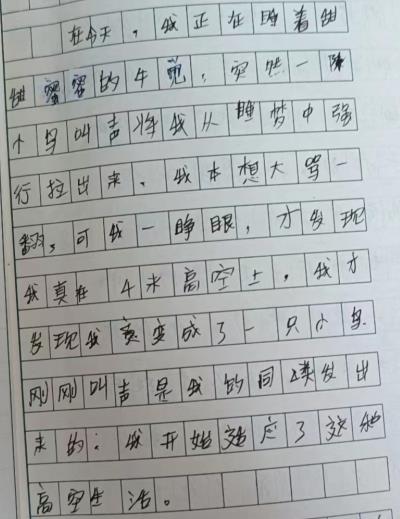 在今天,我正在睡着甜
甜蜜蜜的午觉,突然一阵
小鸟叫声将我从睡梦中强
行拉出来,我本想大骂一
翻,可我一睁眼,才发现
我真在4米高空上,我才
发现我竟变成了一只小鸟
刚刚叫声是我的同类发出
来的:我开始适应了这种
高空生活。